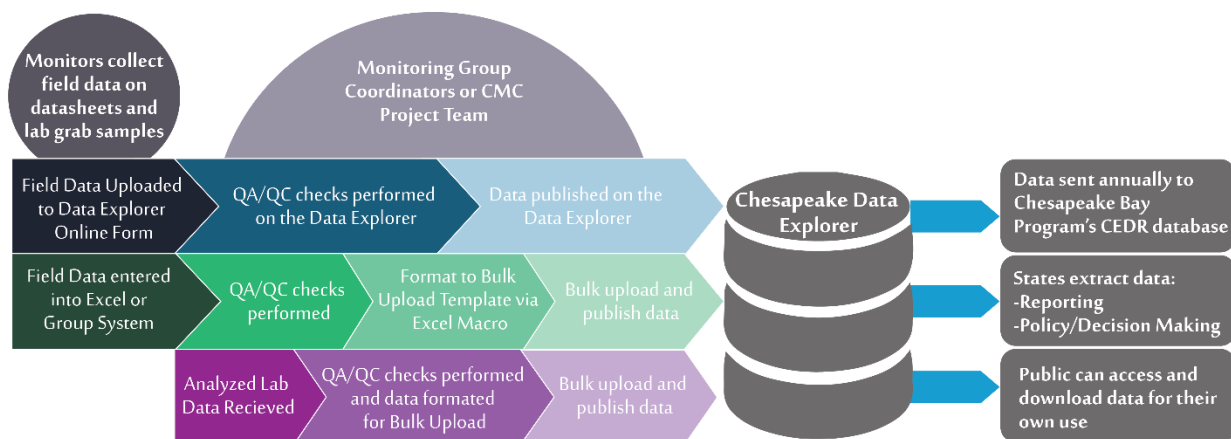 Monitors collect
field data on
datasheets and
lab grab samples
Monitoring Group
Coordinators or CMC
Project Team
Field Data Uploaded
to Data Explorer
Online Form
QA/QC checks performed
on the Data Explorer
Data published on the
Data Explorer
Field Data entered
into Excel or
Group System
QA/QC checks
performed
Format to Bulk
Upload Template via
Excel Macro
Bulk upload and
publish data
Analyzed Lab
Data Recieved
QA/QC checks performed
and data formated
for Bulk Upload
Bulk upload and
publish data
Chesapeake Data
Explorer
Data sent annually to
Chesapeake Bay
Program's CEDR database
States extract data:
-Reporting
-Policy/Decision Making
Public can access and
download data for their
own use